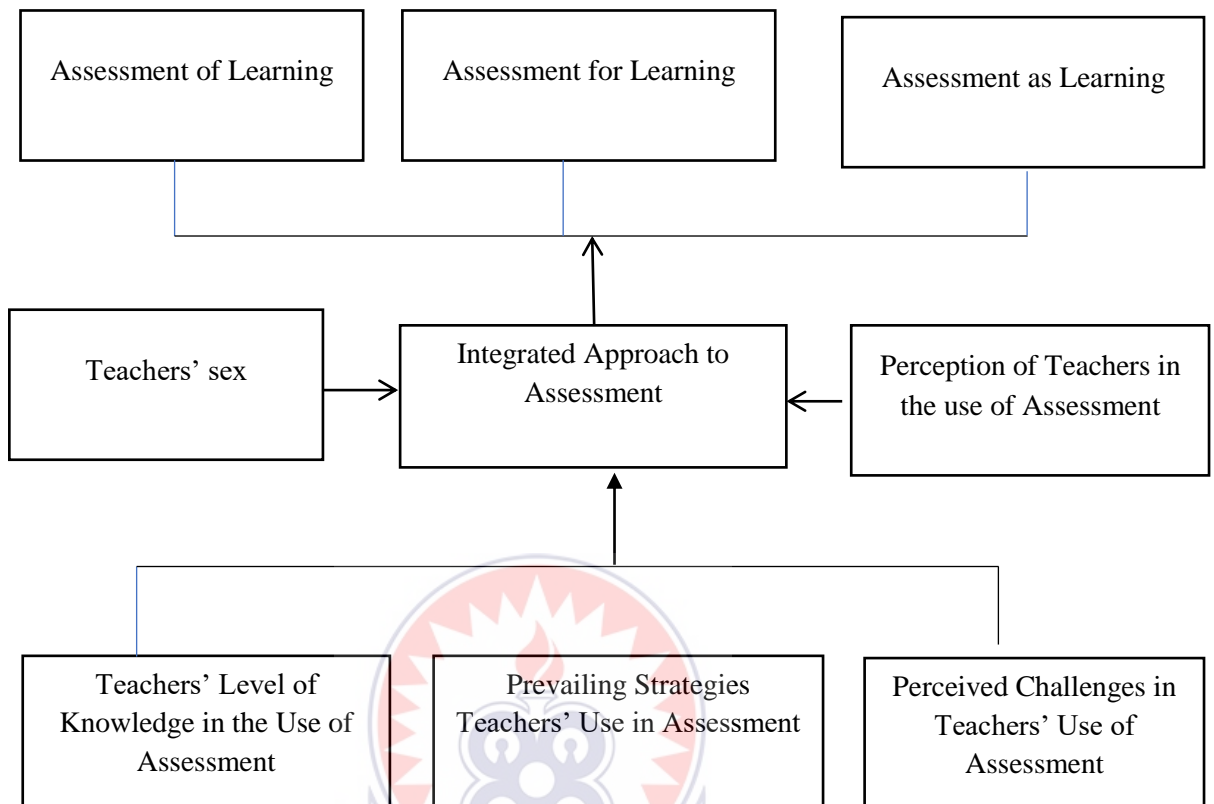 Assessment of Learning
Assessment for Learning
Assessment as Learning
Teachers’ sex
Integrated Approach to
Assessment
Perception of Teachers in
the use of Assessment
Teachers’ Level of
Knowledge in the Use of
Assessment
Prevailing Strategies
Teachers’ Use in Assessment
Perceived Challenges in
Teachers’ Use of
Assessment